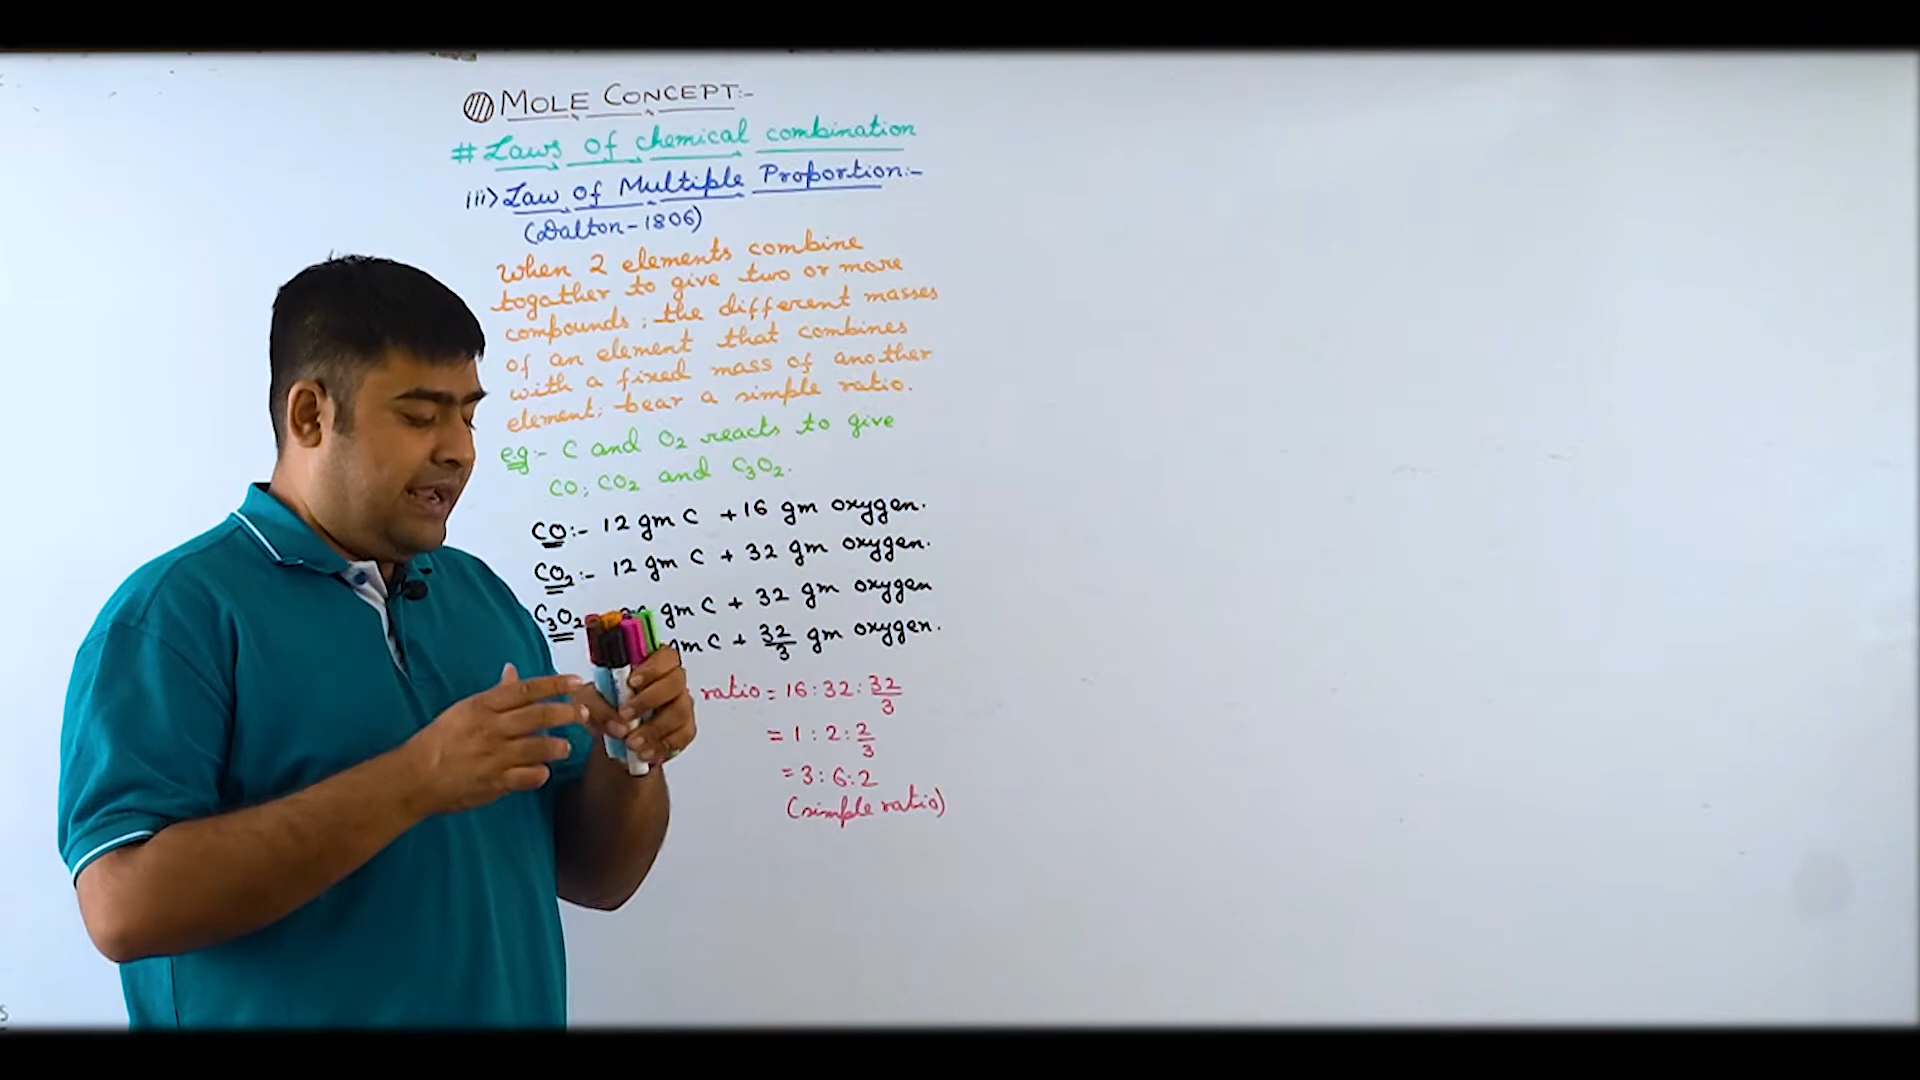 MOLE CONCEPT:-
# Laws of chemical combination
iii> Law of Multiple Proportion:-
(Dalton-1806)
When 2 elements combine
together to give two or more
compounds; the different masses
of an element that combines
with a fixed mass of another
element; bear a simple ratio.
e.g:- C and O₂ reacts to give
CO; CO₂ and C₃O₂.
CO:- 12 gm C + 16 gm oxygen.
CO₂:- 12 gm C + 32 gm oxygen.
C₃O₂ gm C + 32 gm oxygen
gm C + 32/3 gm oxygen.
ratio = 16:32:32/3
= 1:2:2/3
= 3:6:2
(simple ratio)